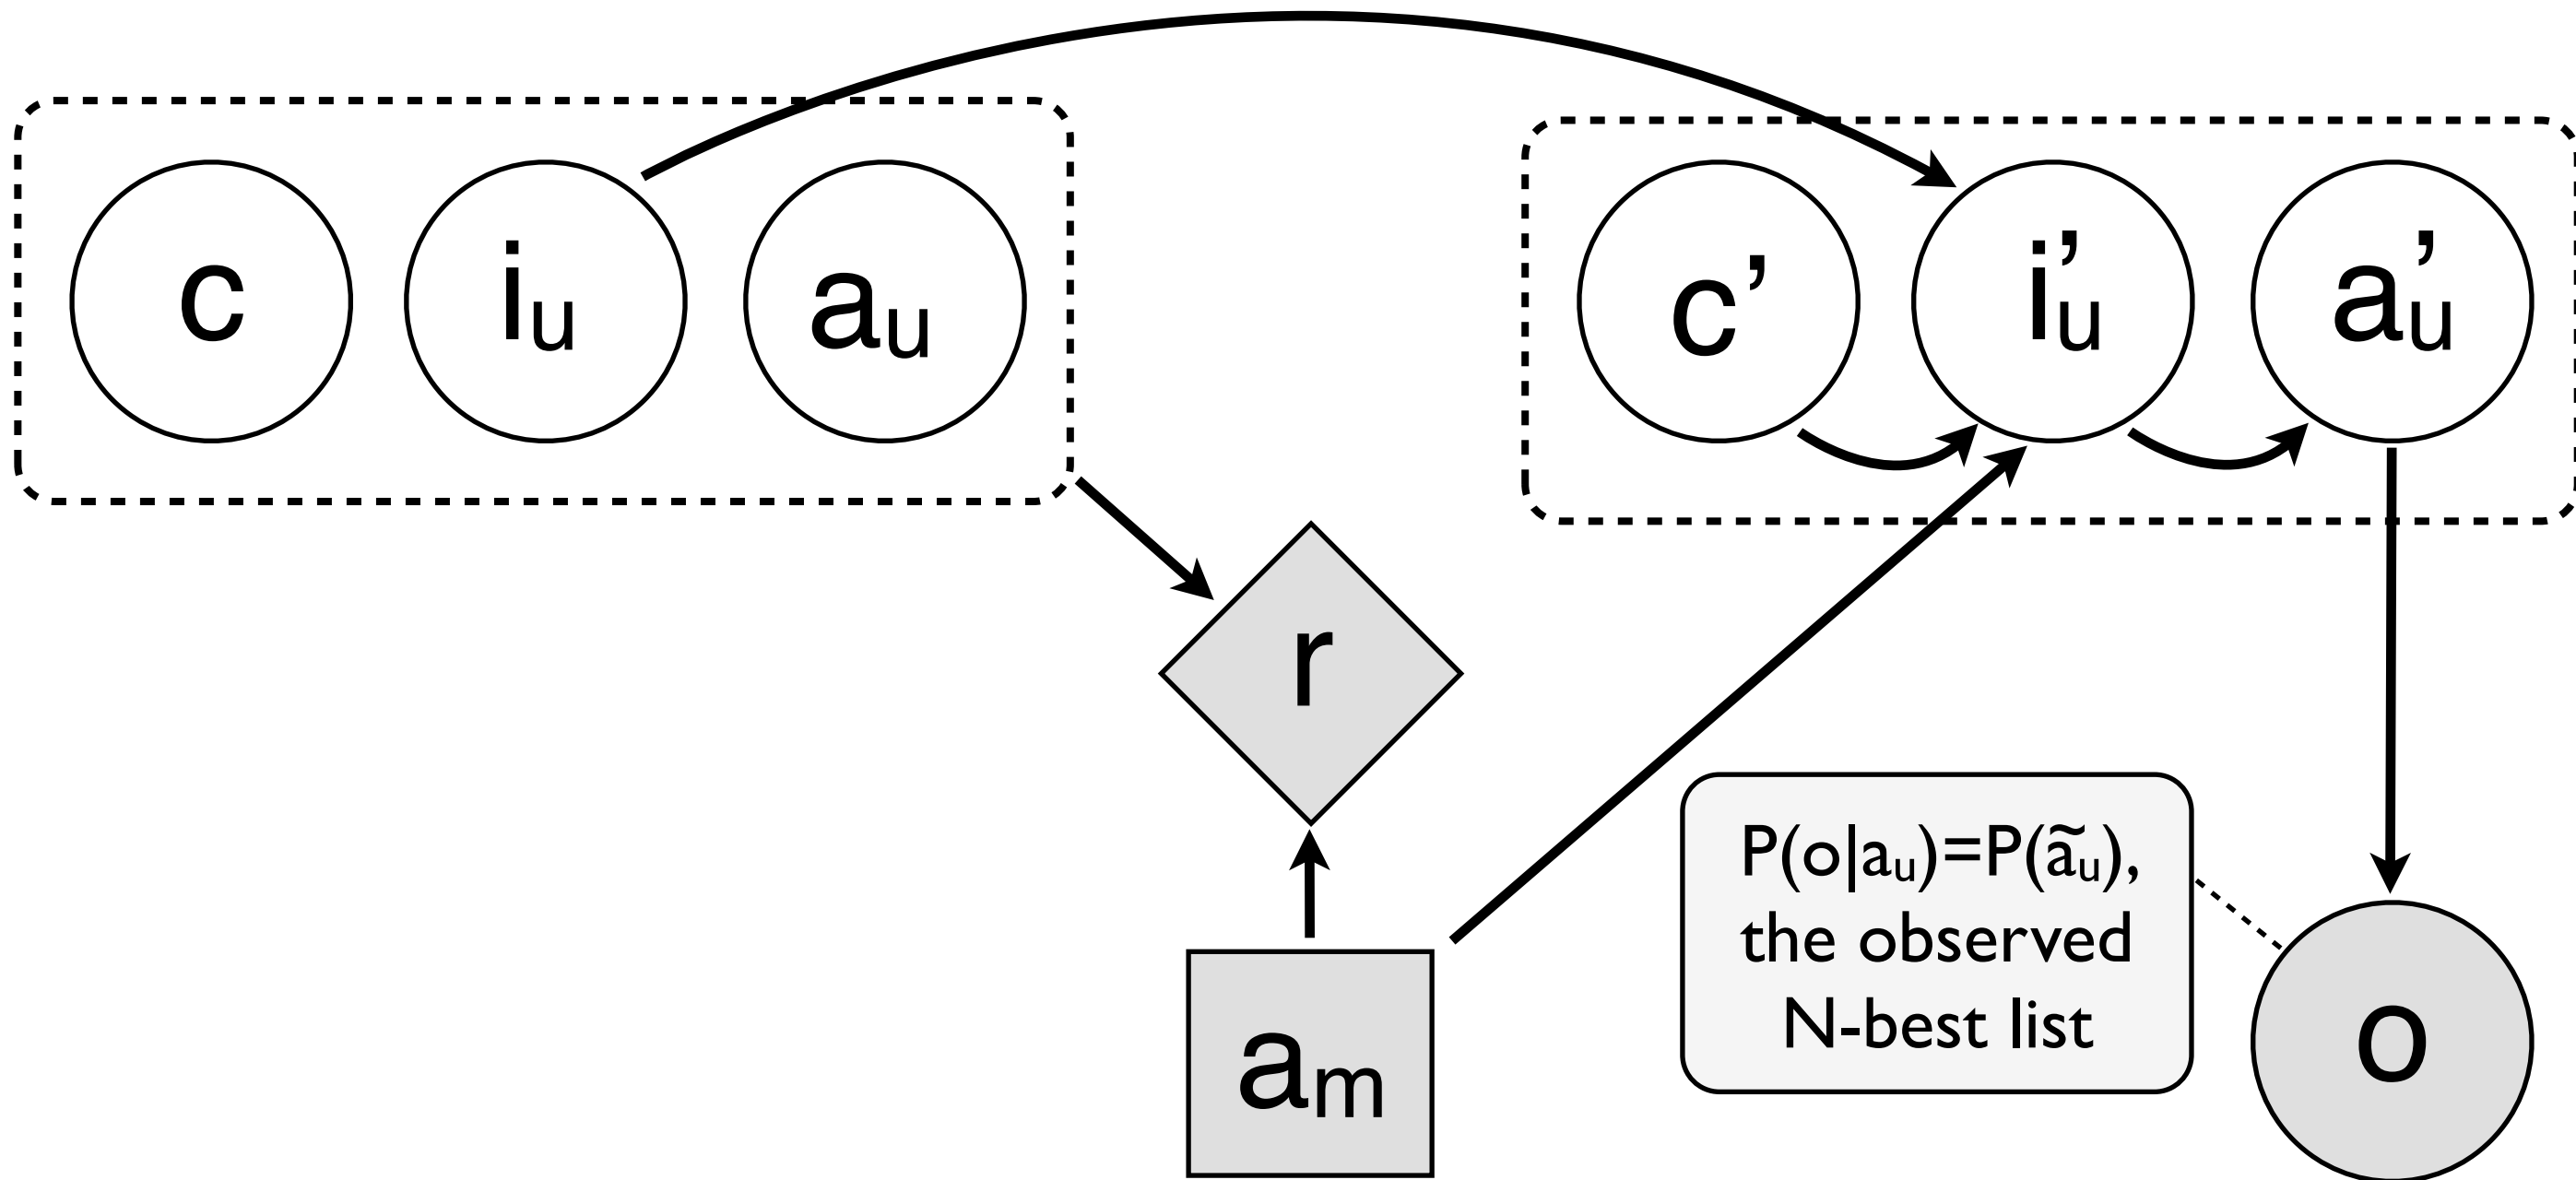 c
iu
au
c’
i’u
a’u
r
P(o|au)=P(ãu),
the observed
N-best list
am
o